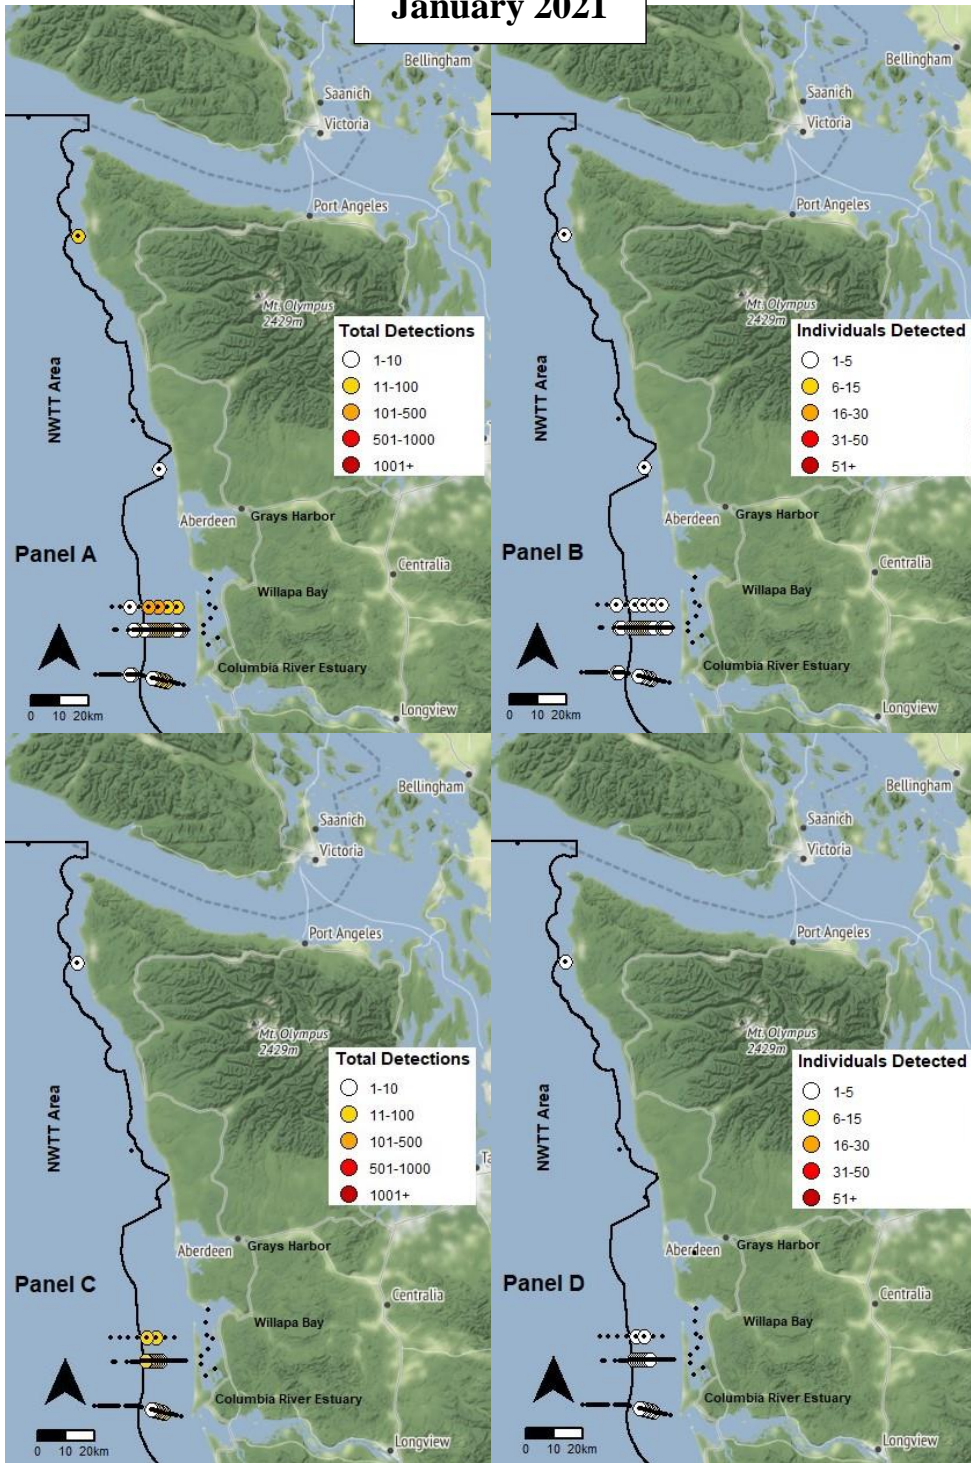 January 2021
Bellingham
Saanich
Victoria
Port Angeles
Mt. Olympus
2429m
NWTT Area
Total Detections
1-10
11-100
101-500
501-1000
1001+
Aberdeen
Grays Harbor
Panel A
Centralia
Willapa Bay
Columbia River Estuary
Longview
0 10 20km
Bellingham
Saanich
Victoria
Port Angeles
Mt. Olympus
2429m
NWTT Area
Individuals Detected
1-5
6-15
16-30
31-50
51+
Aberdeen
Grays Harbor
Panel B
Centralia
Willapa Bay
Columbia River Estuary
Longview
0 10 20km
Bellingham
Saanich
Victoria
Port Angeles
Mt. Olympus
2429m
NWTT Area
Total Detections
1-10
11-100
101-500
501-1000
1001+
Ta
Aberdeen
Grays Harbor
Panel C
Centralia
Willapa Bay
Columbia River Estuary
Longview
0 10 20km
Bellingham
Saanich
Victoria
Port Angeles
Mt. Olympus
2429m
NWTT Area
Individuals Detected
1-5
6-15
16-30
31-50
51+
Aberdeen
Grays Harbor
Panel D
Centralia
Willapa Bay
Columbia River Estuary
Longview
0 10 20km